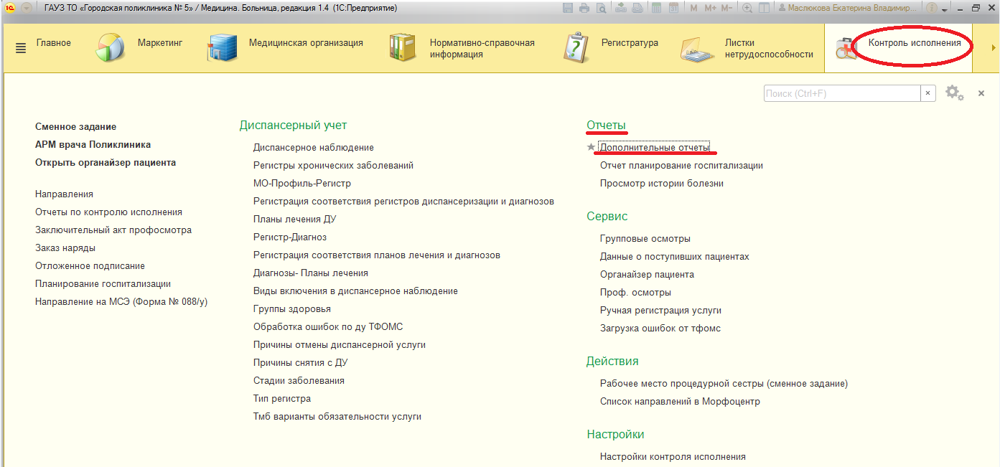 ГАУЗ ТО «Городская поликлиника № 5» / Медицина. Больница, редакция 1.4 (1С:Предприятие)
M M+ M-
Маслюкова Екатерина Владимир...
Главное
Маркетинг
Медицинская организация
Нормативно-справочная
информация
Регистратура
Листки
нетрудоспособности
Контроль исполнения
Поиск (Ctrl+F)
Сменное задание
АРМ врача Поликлиника
Открыть органайзер пациента
Направления
Отчеты по контролю исполнения
Заключительный акт профосмотра
Заказ наряды
Отложенное подписание
Планирование госпитализации
Направление на МСЭ (Форма № 088/у)
Диспансерный учет
Диспансерное наблюдение
Регистры хронических заболеваний
МО-Профиль-Регистр
Регистрация соответствия регистров диспансеризации и диагнозов
Планы лечения ДУ
Регистр-Диагноз
Регистрация соответствия планов лечения и диагнозов
Диагнозы- Планы лечения
Виды включения в диспансерное наблюдение
Группы здоровья
Обработка ошибок по ду ТФОМС
Причины отмены диспансерной услуги
Причины снятия с ДУ
Стадии заболевания
Тип регистра
Тмб варианты обязательности услуги
Отчеты
Дополнительные отчеты
Отчет планирование госпитализации
Просмотр истории болезни
Сервис
Групповые осмотры
Данные о поступивших пациентах
Органайзер пациента
Проф. осмотры
Ручная регистрация услуги
Загрузка ошибок от тфомс
Действия
Рабочее место процедурной сестры (сменное задание)
Список направлений в Морфоцентр
Настройки
Настройки контроля исполнения